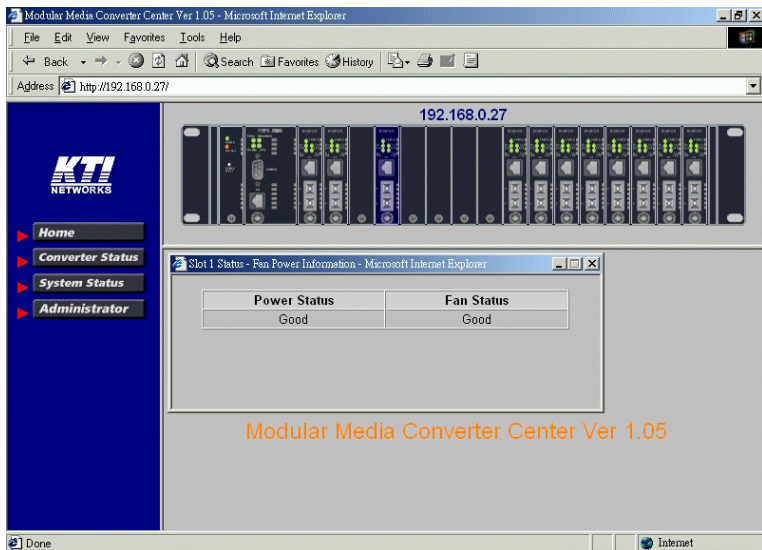 Modular Media Converter Center Ver 1.05 - Microsoft Internet Explorer
File Edit View Favorites Tools Help
Back Search Favorites History
Address http://192.168.0.27/
192.168.0.27
KTI
NETWORKS
Home
Converter Status
System Status
Administrator
Slot 1 Status - Fan Power Information - Microsoft Internet Explorer
Power Status Fan Status
Good Good
Modular Media Converter Center Ver 1.05
Done Internet